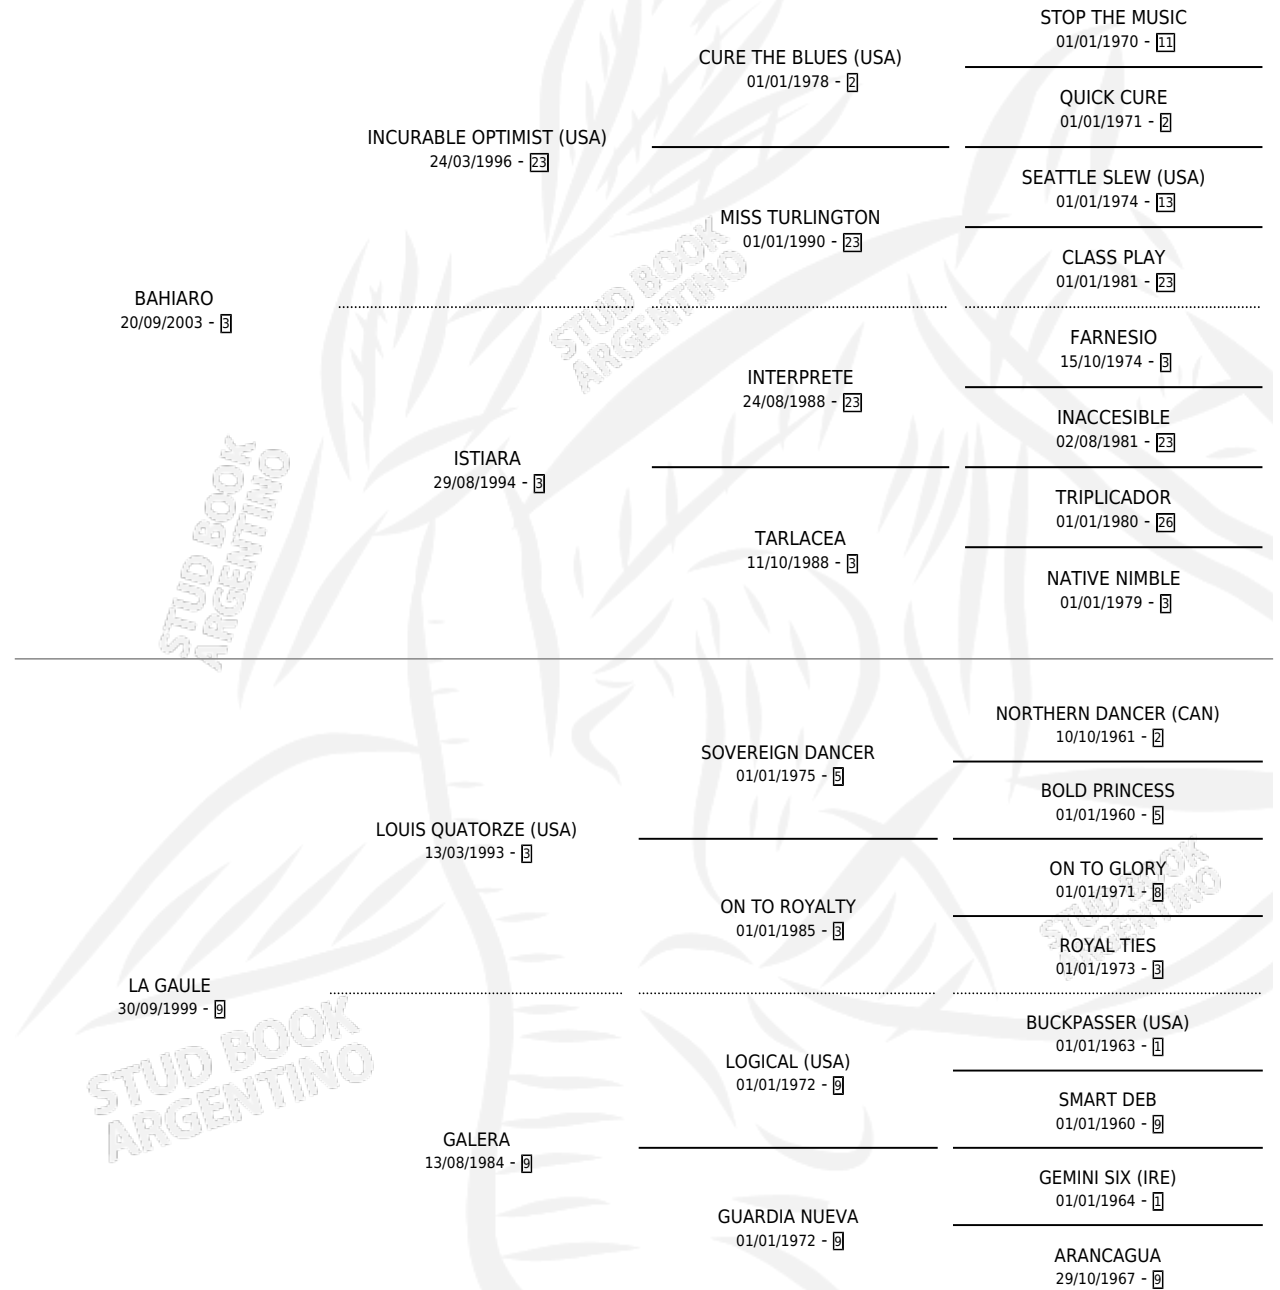 STOP THE MUSIC
01/01/1970 - 11
CURE THE BLUES (USA)
01/01/1978 - 2
QUICK CURE
01/01/1971 - 2
INCURABLE OPTIMIST (USA)
24/03/1996 - 23
SEATTLE SLEW (USA)
01/01/1974 - 13
MISS TURLINGTON
01/01/1990 - 23
CLASS PLAY
01/01/1981 - 23
BAHIARO
20/09/2003 - 3
FARNESIO
15/10/1974 - 3
INTERPRETE
24/08/1988 - 23
INACCESIBLE
02/08/1981 - 23
ISTIARA
29/08/1994 - 3
TRIPLICADOR
01/01/1980 - 26
TARLACEA
11/10/1988 - 3
NATIVE NIMBLE
01/01/1979 - 3
NORTHERN DANCER (CAN)
10/10/1961 - 2
SOVEREIGN DANCER
01/01/1975 - 5
BOLD PRINCESS
01/01/1960 - 5
LOUIS QUATORZE (USA)
13/03/1993 - 3
ON TO GLORY
01/01/1971 - 8
ON TO ROYALTY
01/01/1985 - 3
ROYAL TIES
01/01/1973 - 3
LA GAULE
30/09/1999 - 9
BUCKPASSER (USA)
01/01/1963 - 1
LOGICAL (USA)
01/01/1972 - 9
SMART DEB
01/01/1960 - 9
GALERA
13/08/1984 - 9
GEMINI SIX (IRE)
01/01/1964 - 1
GUARDIA NUEVA
01/01/1972 - 9
ARANCAGUA
29/10/1967 - 9
STUD BOOK
ARGENTINO
STUD BOOK
ARGENTINO
STUD BOOK
ARGENTINO
STUD BOOK
ARGENTINO